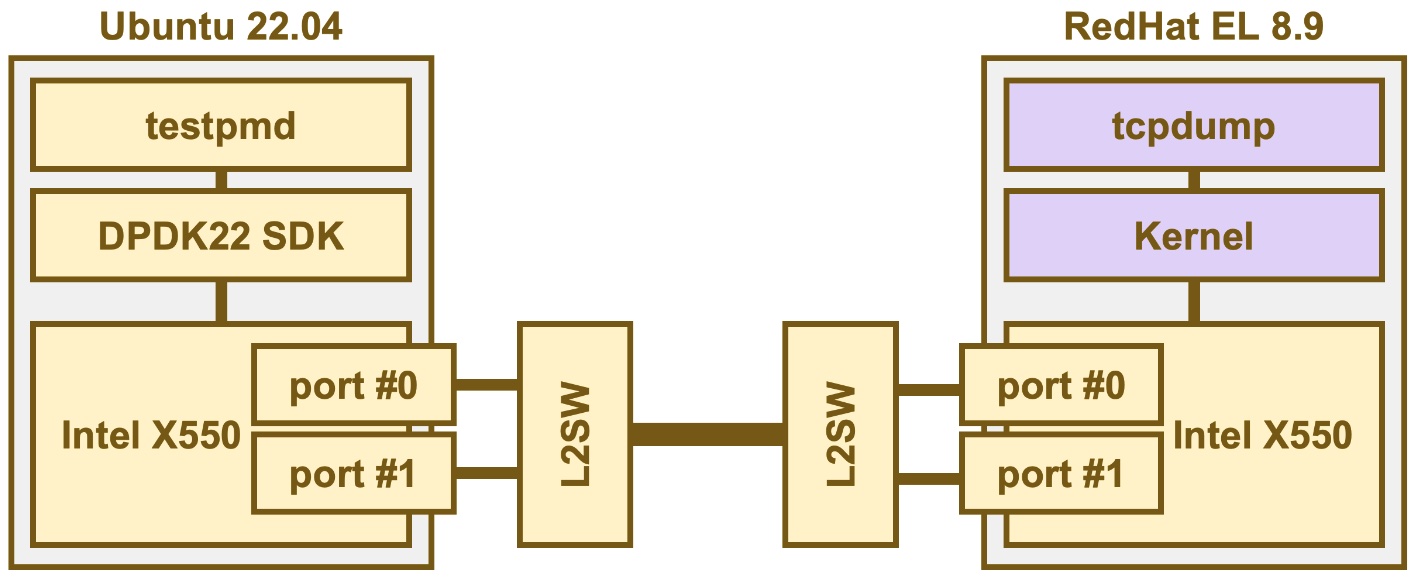 Ubuntu 22.04
testpmd
DPDK22 SDK
Intel X550
port #0
port #1
L2SW
L2SW
RedHat EL 8.9
tcpdump
Kernel
port #0
port #1
Intel X550